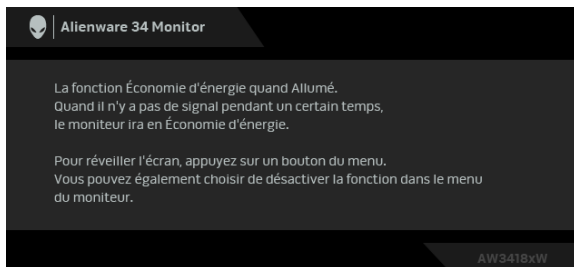 Alienware 34 Monitor
La fonction Économie d'énergie quand Allumé.
Quand il n'y a pas de signal pendant un certain temps,
le moniteur ira en Économie d'énergie.
Pour réveiller l'écran, appuyez sur un bouton du menu.
Vous pouvez également choisir de désactiver la fonction dans le menu
du moniteur.
AW3418xW